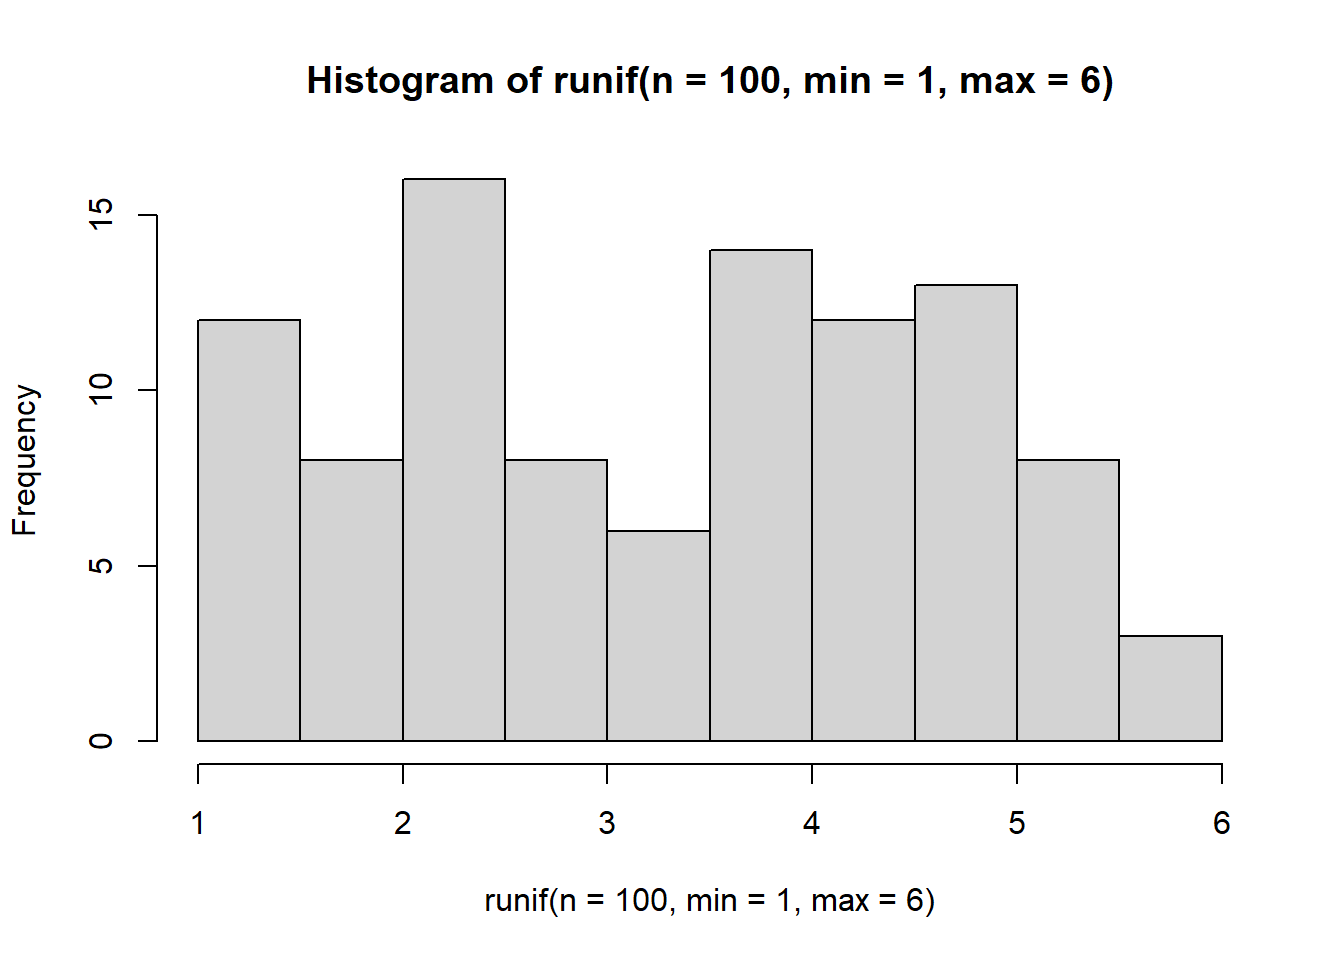 Histogram of runif(n = 100, min = 1, max = 6)
Frequency
15
10
5
0
1 2 3 4 5 6
runif(n = 100, min = 1, max = 6)